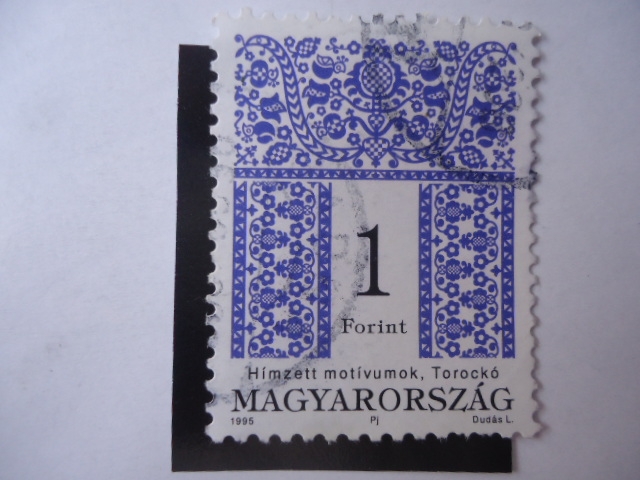 1
Forint
Hímzett motívumok, Torockó
MAGYARORSZÁG
1995 Pj Dudás L.